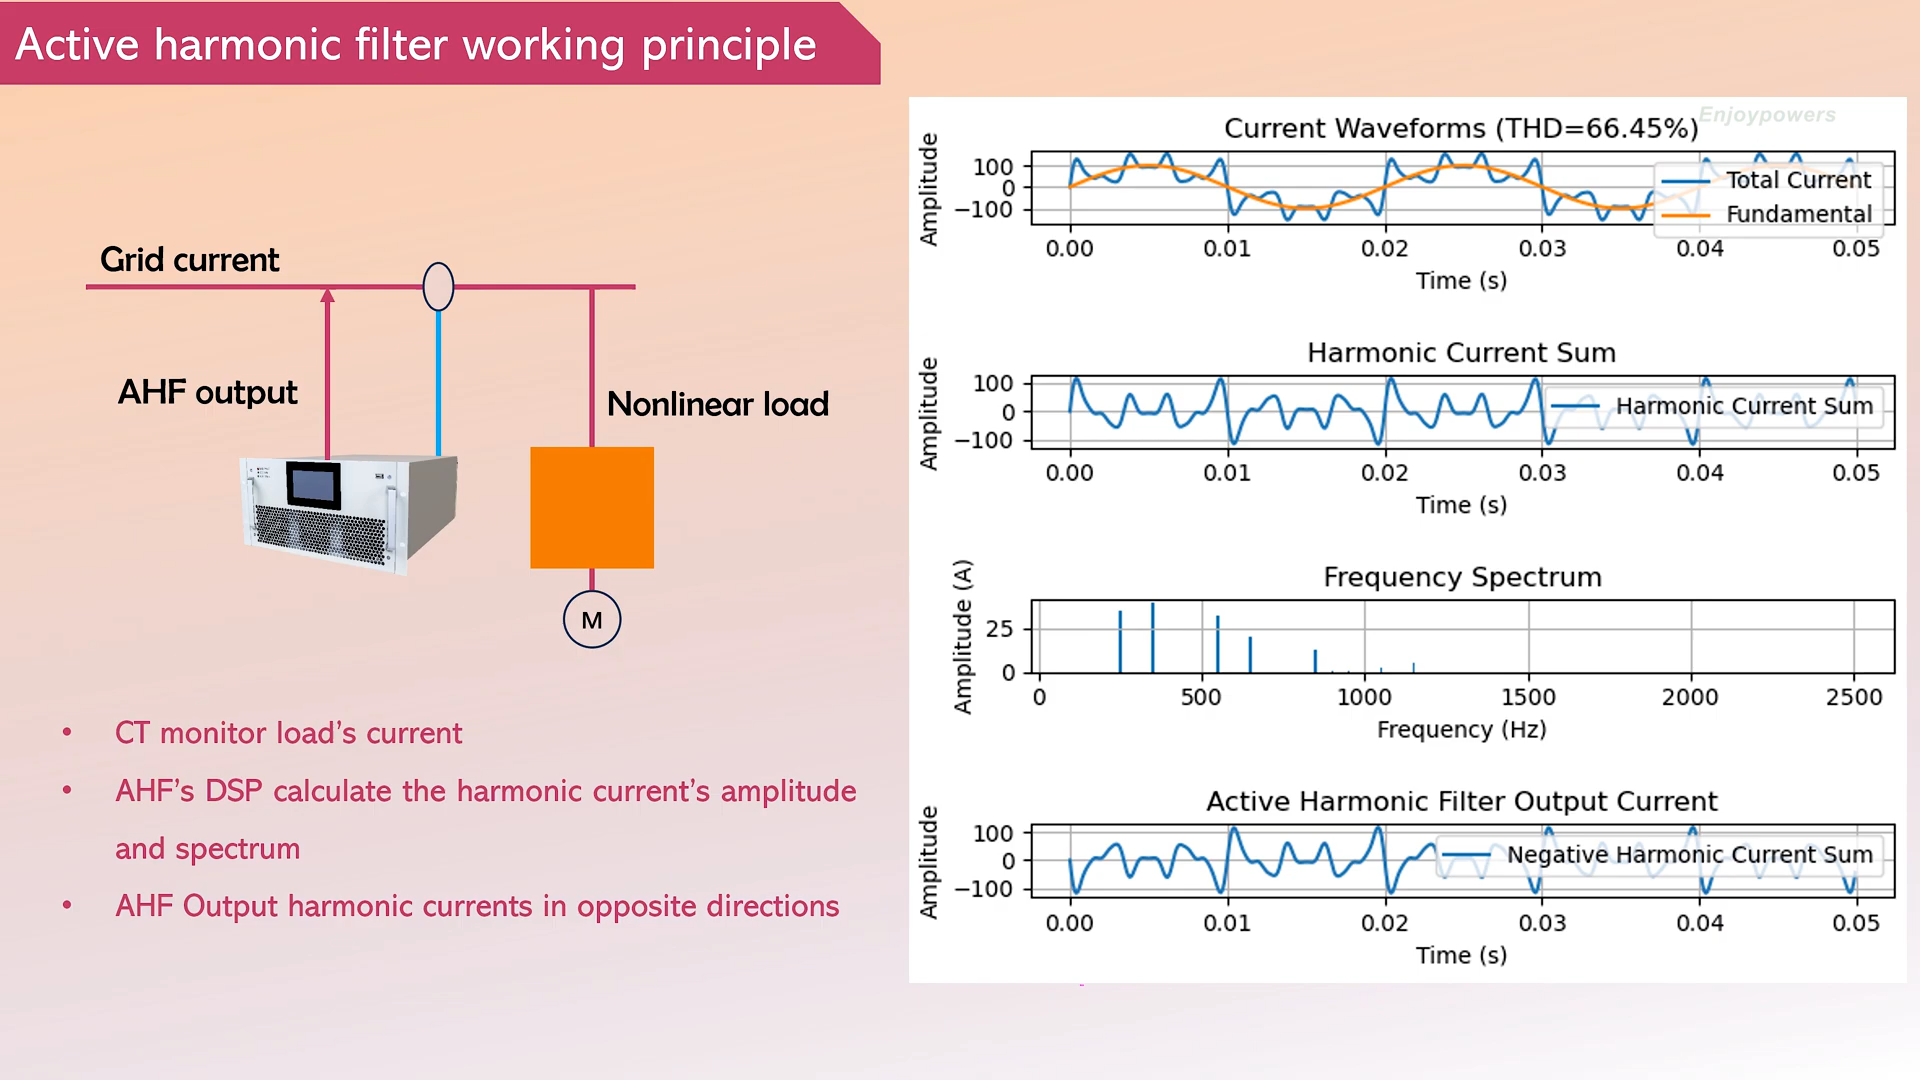 Active harmonic filter working principle
Grid current
AHF output
Nonlinear load
M
• CT monitor load’s current
• AHF’s DSP calculate the harmonic current’s amplitude
and spectrum
• AHF Output harmonic currents in opposite directions
Enjoypowers
Current Waveforms (THD=66.45%)
Amplitude
100
0
−100
Total Current
Fundamental
0.00 0.01 0.02 0.03 0.04 0.05
Time (s)
Harmonic Current Sum
Amplitude
100
0
−100
Harmonic Current Sum
0.00 0.01 0.02 0.03 0.04 0.05
Time (s)
Frequency Spectrum
Amplitude (A)
25
0
0 500 1000 1500 2000 2500
Frequency (Hz)
Active Harmonic Filter Output Current
Amplitude
100
0
−100
Negative Harmonic Current Sum
0.00 0.01 0.02 0.03 0.04 0.05
Time (s)